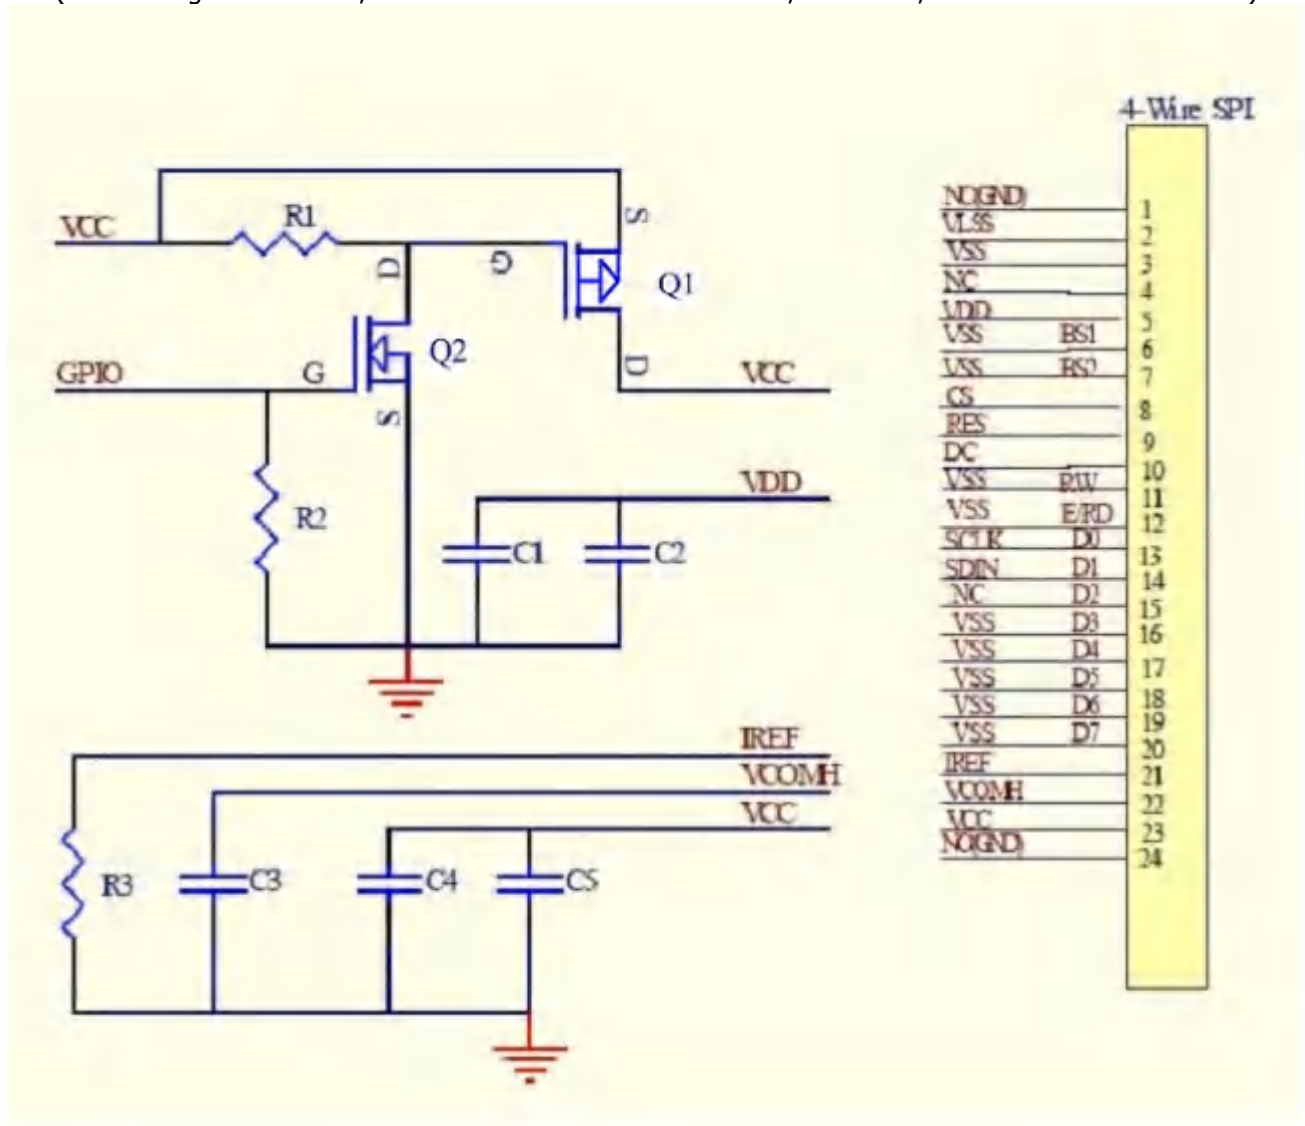 4-Wire SPI
VCC
R1
S
D
G
Q1
GPIO
G
Q2
S
D
VCC
R2
VDD
C1
C2
IREF
VCOMH
VCC
R3
C3
C4
C5
NC(GND) 1
VLSS 2
VSS 3
NC 4
VDD 5
VSS BS1 6
VSS BS2 7
CS 8
RES 9
DC 10
VSS RW 11
VSS E/RD 12
SCLK D0 13
SDIN D1 14
NC D2 15
VSS D3 16
VSS D4 17
VSS D5 18
VSS D6 19
VSS D7 20
IREF 21
VCOMH 22
VCC 23
NC(GND) 24